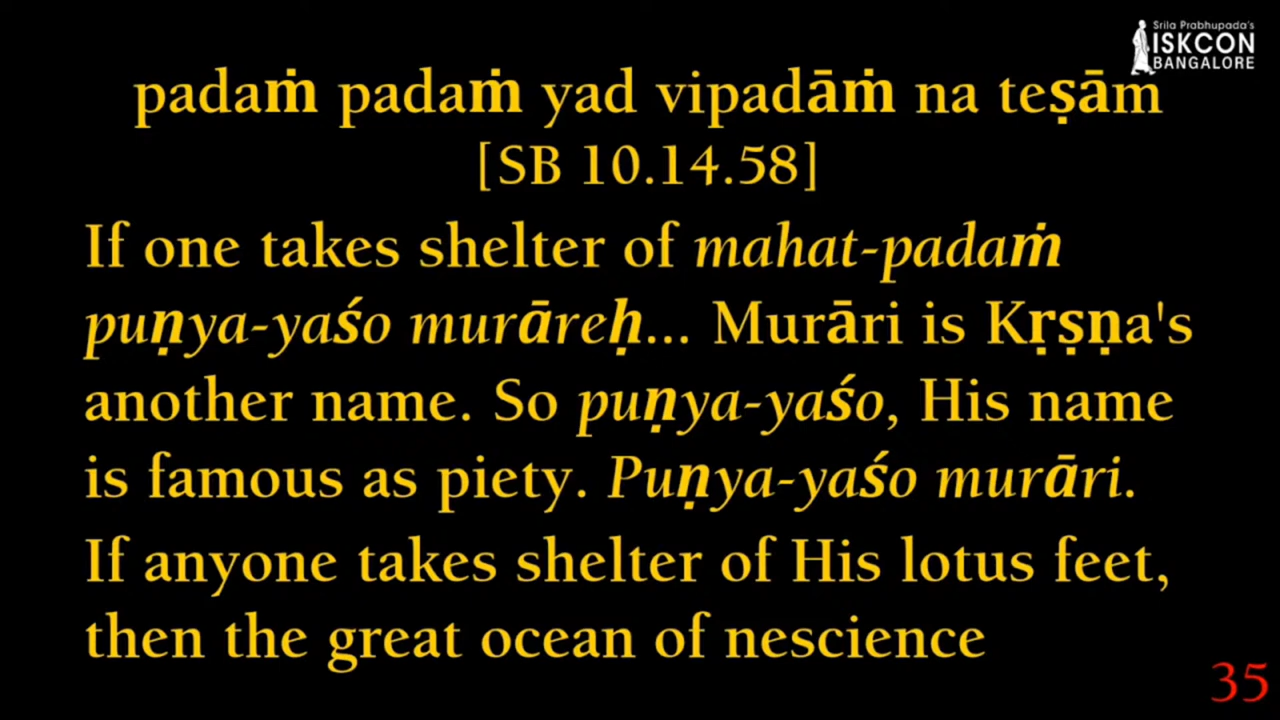 Srila Prabhupada's
ISKCON
BANGALORE
padaṁ padaṁ yad vipadāṁ na teṣām
[SB 10.14.58]
If one takes shelter of mahat-padaṁ
puṇya-yaśo murāreḥ... Murāri is Kṛṣṇa's
another name. So puṇya-yaśo, His name
is famous as piety. Puṇya-yaśo murāri.
If anyone takes shelter of His lotus feet,
then the great ocean of nescience
35